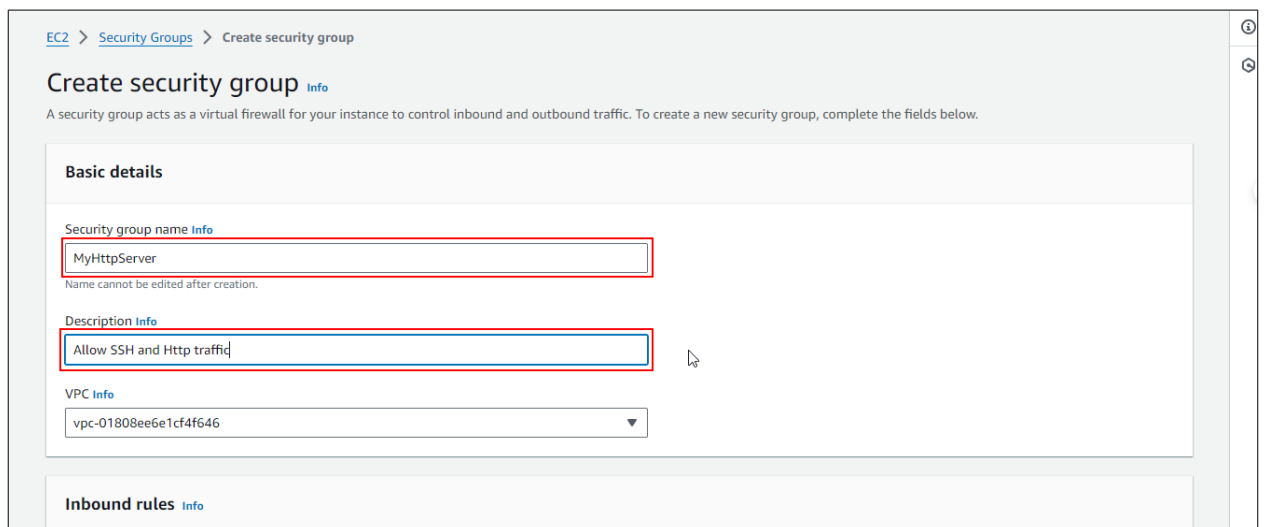 EC2 > Security Groups > Create security group
Create security group Info
A security group acts as a virtual firewall for your instance to control inbound and outbound traffic. To create a new security group, complete the fields below.
Basic details
Security group name Info
MyHttpServer
Name cannot be edited after creation.
Description Info
Allow SSH and Http traffic
VPC Info
vpc-01808ee6e1cf4f646
Inbound rules Info